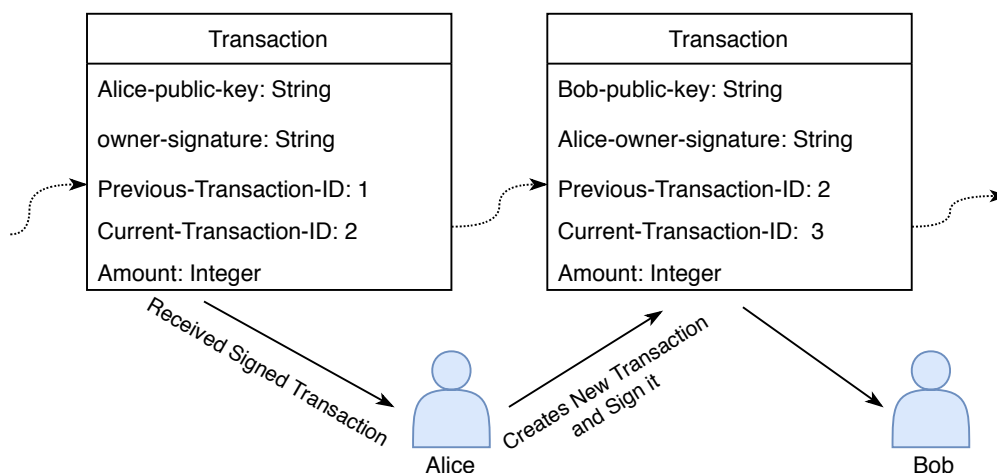 Transaction
Alice-public-key: String
owner-signature: String
Previous-Transaction-ID: 1
Current-Transaction-ID: 2
Amount: Integer
Transaction
Bob-public-key: String
Alice-owner-signature: String
Previous-Transaction-ID: 2
Current-Transaction-ID: 3
Amount: Integer
Received Signed Transaction
Creates New Transaction
and Sign it
Alice
Bob